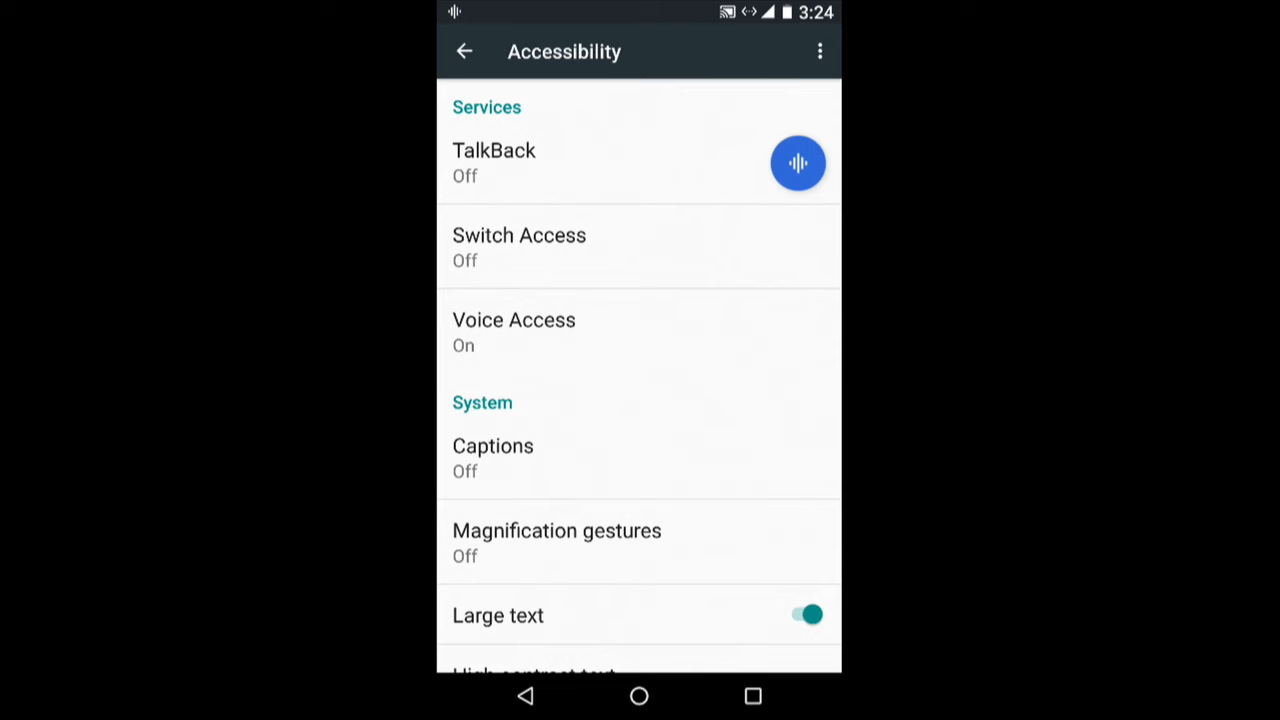 3:24
Accessibility
Services
TalkBack
Off
Switch Access
Off
Voice Access
On
System
Captions
Off
Magnification gestures
Off
Large text